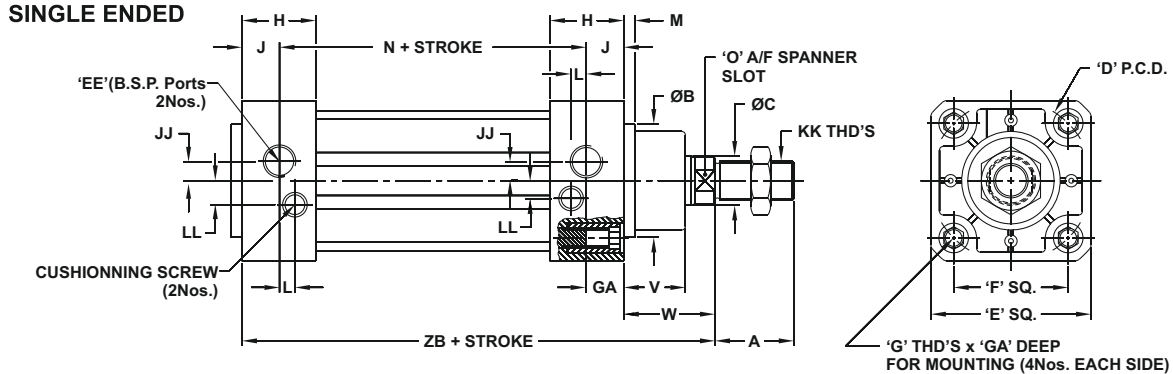 SINGLE ENDED
H
H
M
J
N + STROKE
J
'O' A/F SPANNER
SLOT
'D' P.C.D.
'EE'(B.S.P. Ports
2Nos.)
L
ØB
ØC
KK THD'S
JJ
JJ
LL
LL
CUSHIONNING SCREW
(2Nos.)
L
GA
V
W
'F' SQ.
'E' SQ.
ZB + STROKE
A
'G' THD'S x 'GA' DEEP
FOR MOUNTING (4Nos. EACH SIDE)